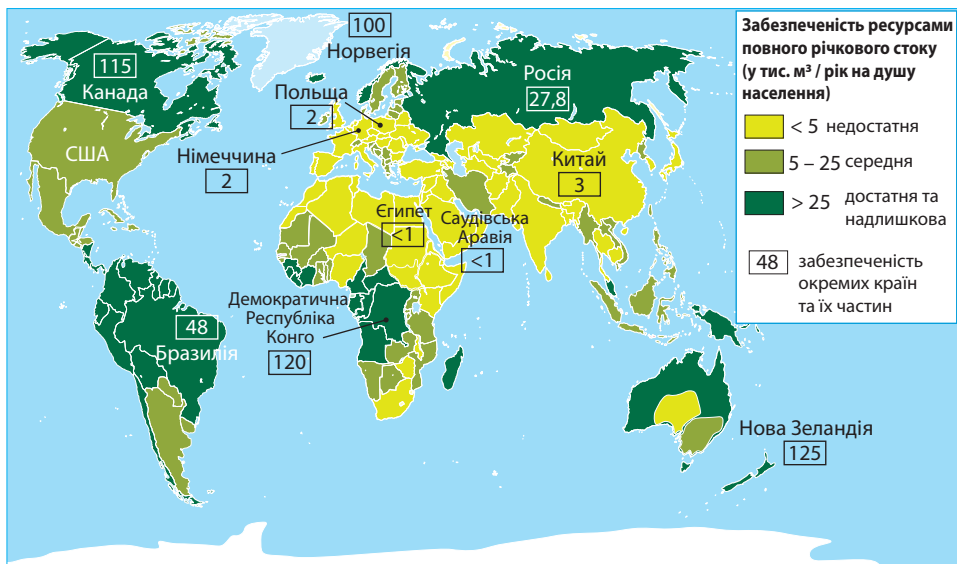 100
Норвегія
115
Канада
Росія
27,8
Польща
2
США
Німеччина
2
Китай
3
Єгипет
<1
Саудівська
Аравія
<1
Демократична
Республіка
Конго
120
48
Бразилія
Нова Зеландія
125
Забезпеченість ресурсами
повного річкового стоку
(у тис. м³ / рік на душу
населення)
< 5 недостатня
5 – 25 середня
> 25 достатня та
надлишкова
48 забезпеченість
окремих країн
та їх частин